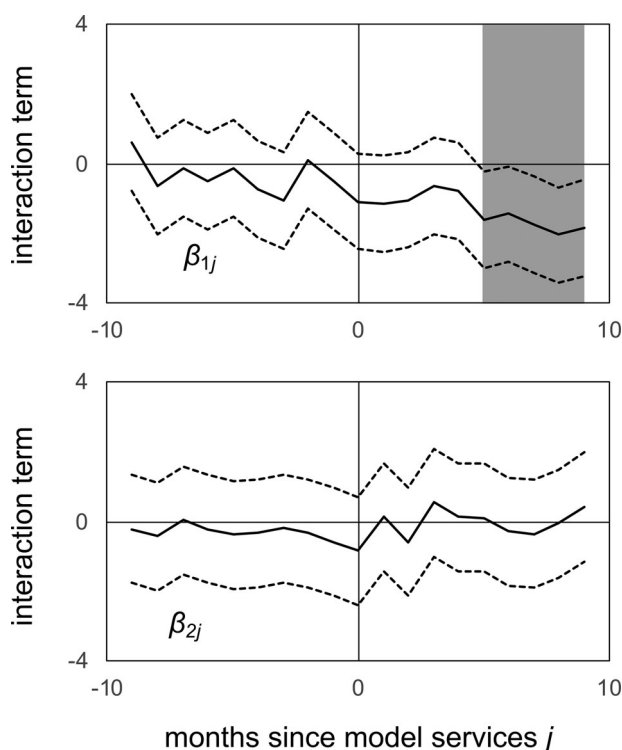 4
interaction term
0
β1j
-4
-10
0
10
4
interaction term
0
β2j
-4
-10
0
10
months since model services j